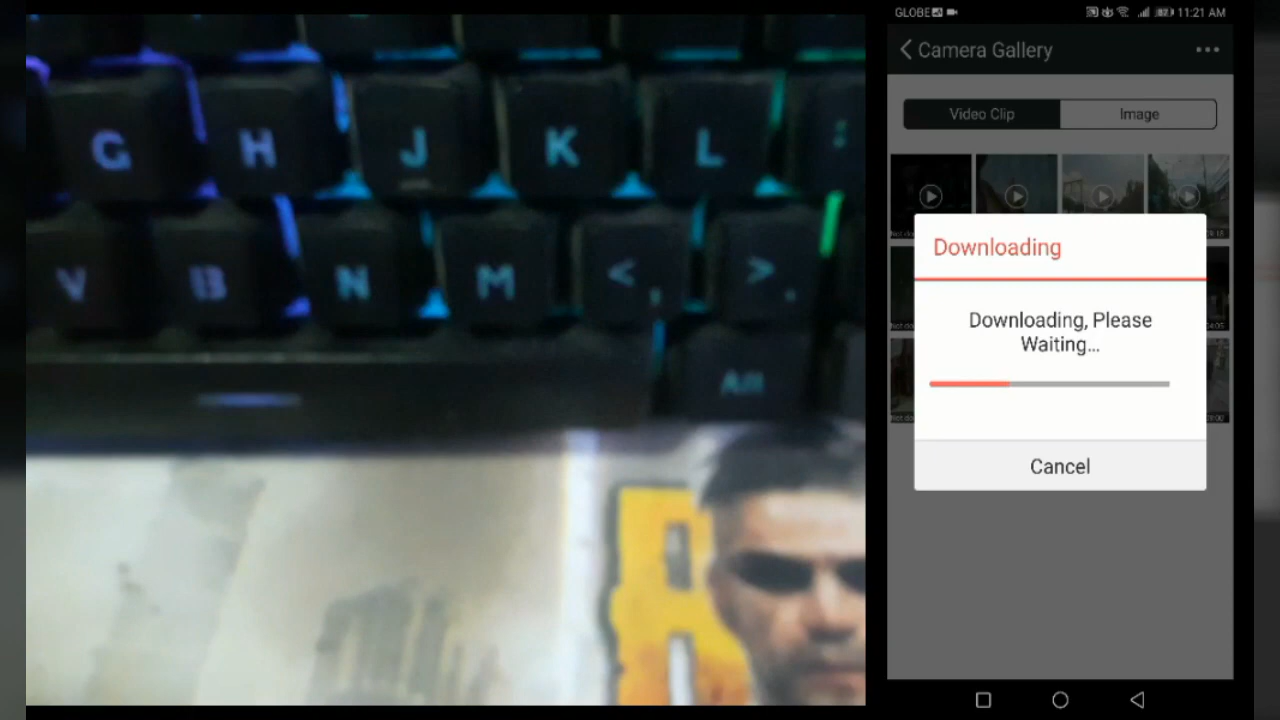 G H J K L :
V B N M < , > .
Alt
R
GLOBE 11:21 AM
Camera Gallery
Video Clip Image
Downloading
Downloading, Please
Waiting...
Cancel